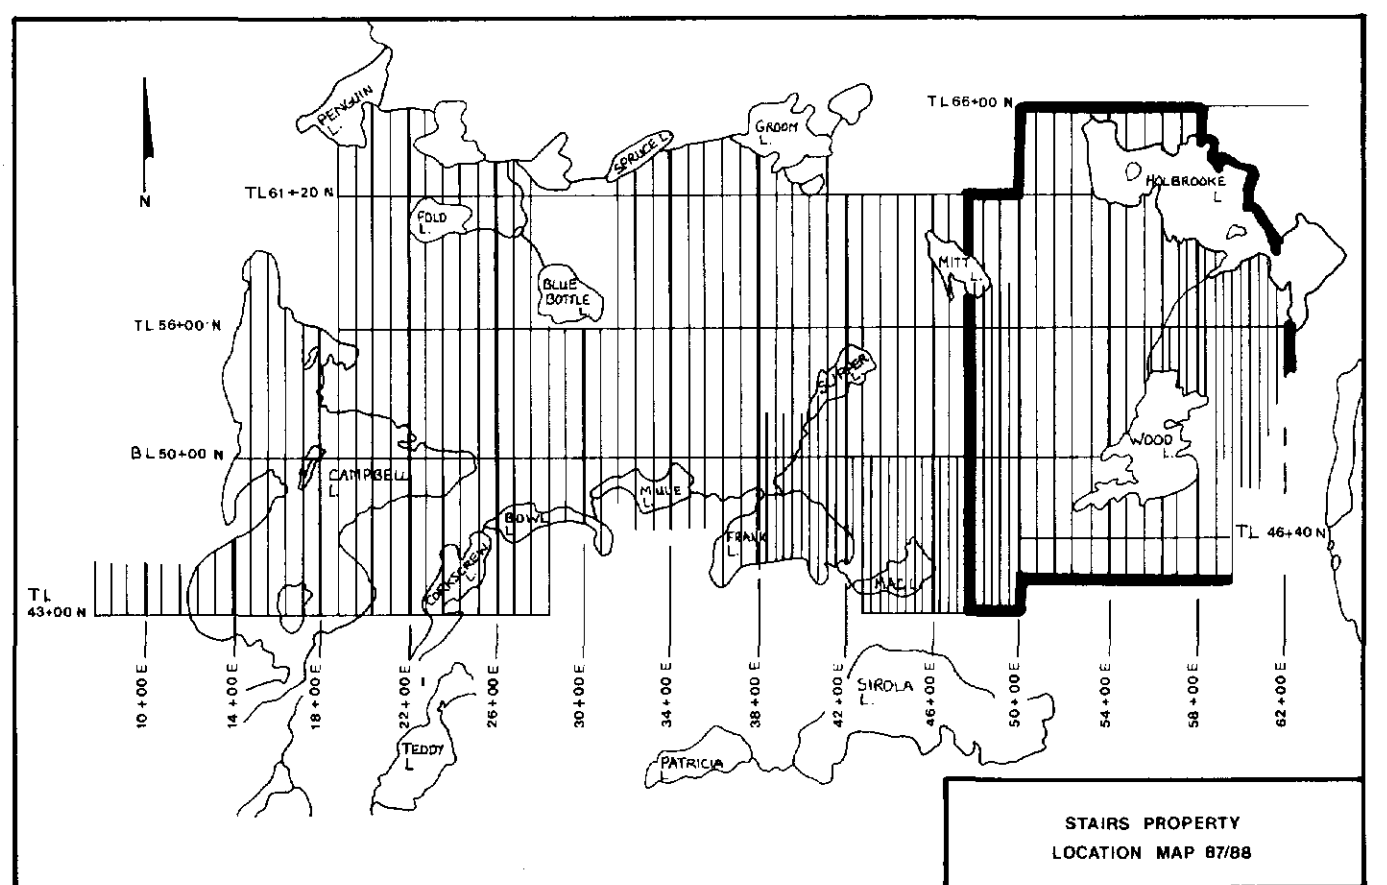 PENGUIN
L.
TL 66+00 N
GROOM
L.
SPRUCE L
HOLBROOKE
L
TL 61+20 N
N
FOLD
L.
MITT
L.
BLUE
BOTTLE
L
TL 56+00 N
SLIPPER
L.
BL 50+00 N
WOOD
L.
CAMPBELL
L.
MULE
L.
BOWL
L
FRANK
L.
TL 46+40 N
CORKSCREW
L.
MAC L
TL
43+00 N
10+00 E
14+00 E
18+00 E
22+00 E
26+00 E
30+00 E
34+00 E
38+00 E
42+00 E
46+00 E
50+00 E
54+00 E
58+00 E
62+00 E
SIROLA
L.
TEDDY
L
PATRICIA
L
STAIRS PROPERTY
LOCATION MAP 87/88